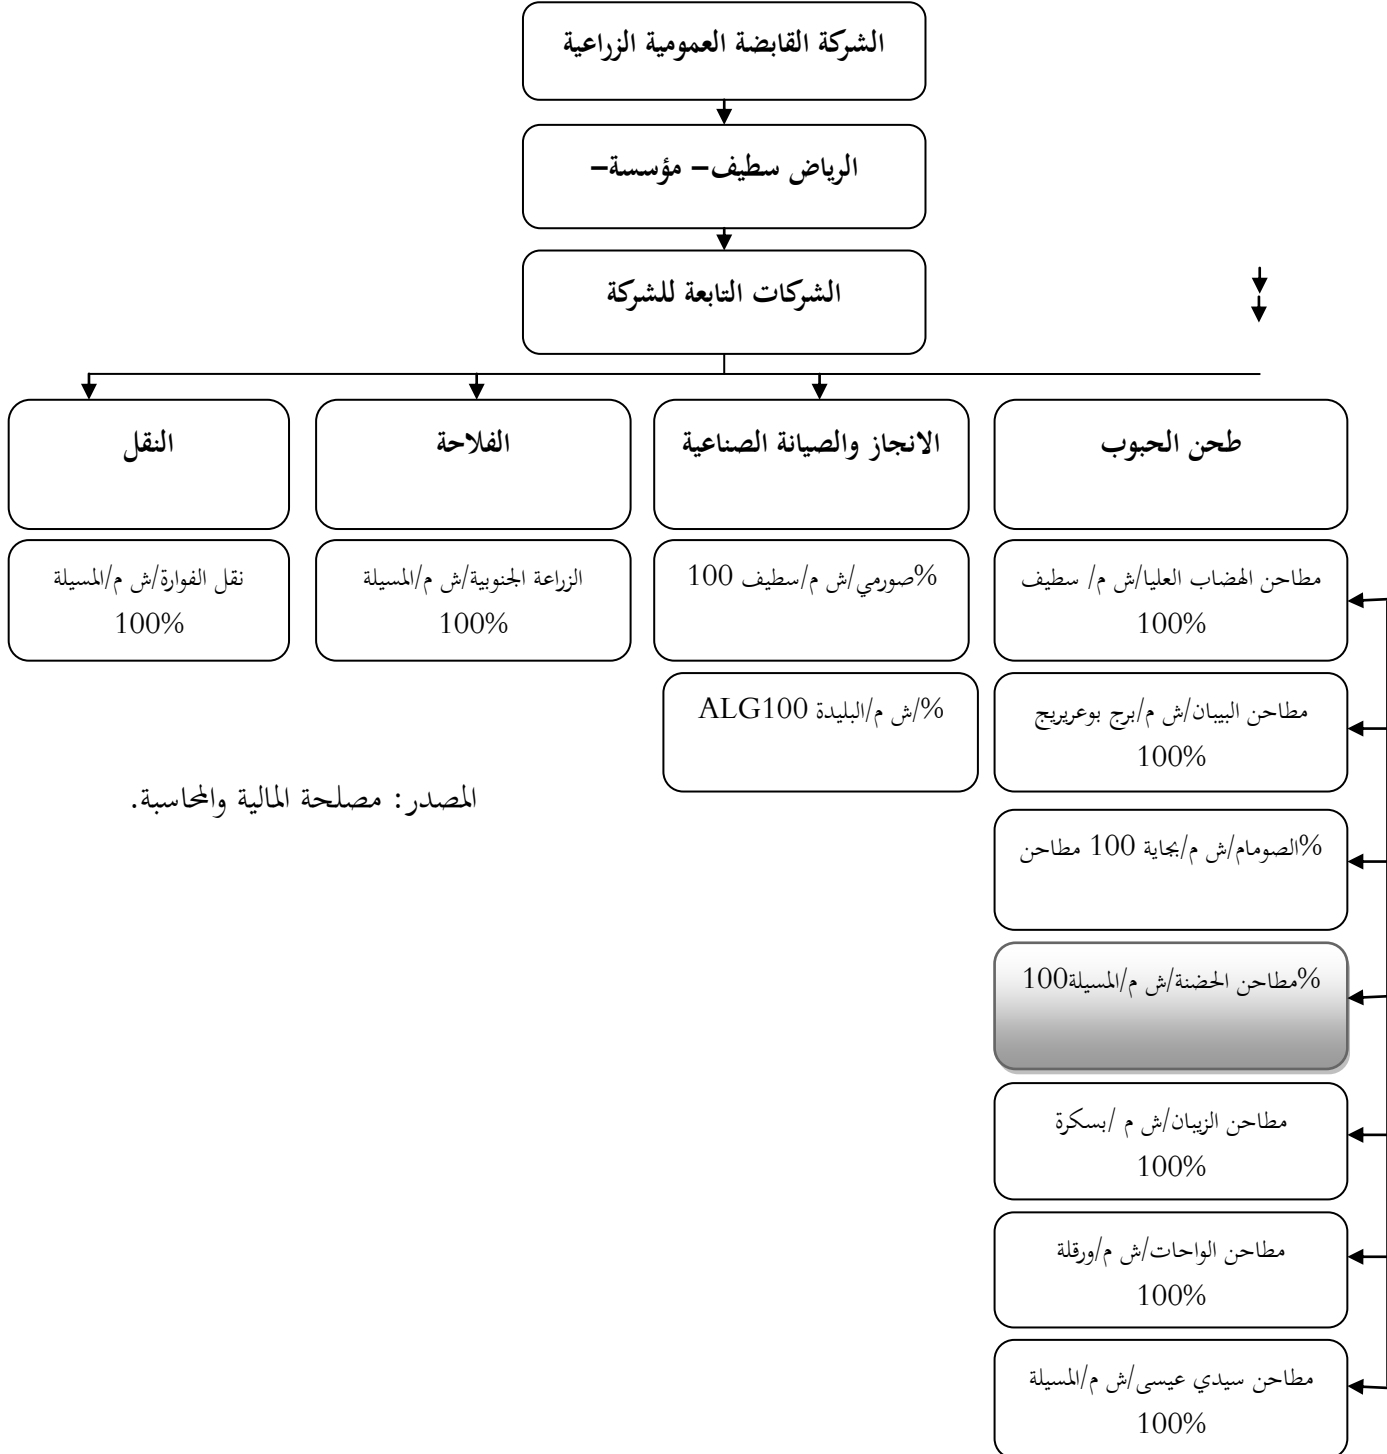 الشركة القابضة العمومية الزراعية
الرياض سطيف– مؤسسة–
الشركات التابعة للشركة
طحن الحبوب
الانجاز والصيانة الصناعية
الفلاحة
النقل
مطاحن الهضاب العليا/ش م/ سطيف
100%
%صورمي/ش م/سطيف 100
الزراعة الجنوبية/ش م/المسيلة
100%
نقل الفوارة/ش م/المسيلة
100%
مطاحن البيبان/ش م/برج بوعريريج
100%
%/ش م/البليدة ALG100
%الصومام/ش م/بجاية 100 مطاحن
%مطاحن الحضنة/ش م/المسيلة100
مطاحن الزيبان/ش م /بسكرة
100%
مطاحن الواحات/ش م/ورقلة
100%
مطاحن سيدي عيسى/ش م/المسيلة
100%
المصدر: مصلحة المالية والمحاسبة.